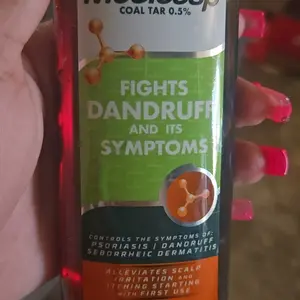 COAL TAR 0.5%
FIGHTS
DANDRUFF
AND ITS
SYMPTOMS
CONTROLS THE SYMPTOMS OF:
PSORIASIS | DANDRUFF
SEBORRHEIC DERMATITIS
ALLEVIATES SCALP
IRRITATION AND
ITCHING STARTING
WITH FIRST USE